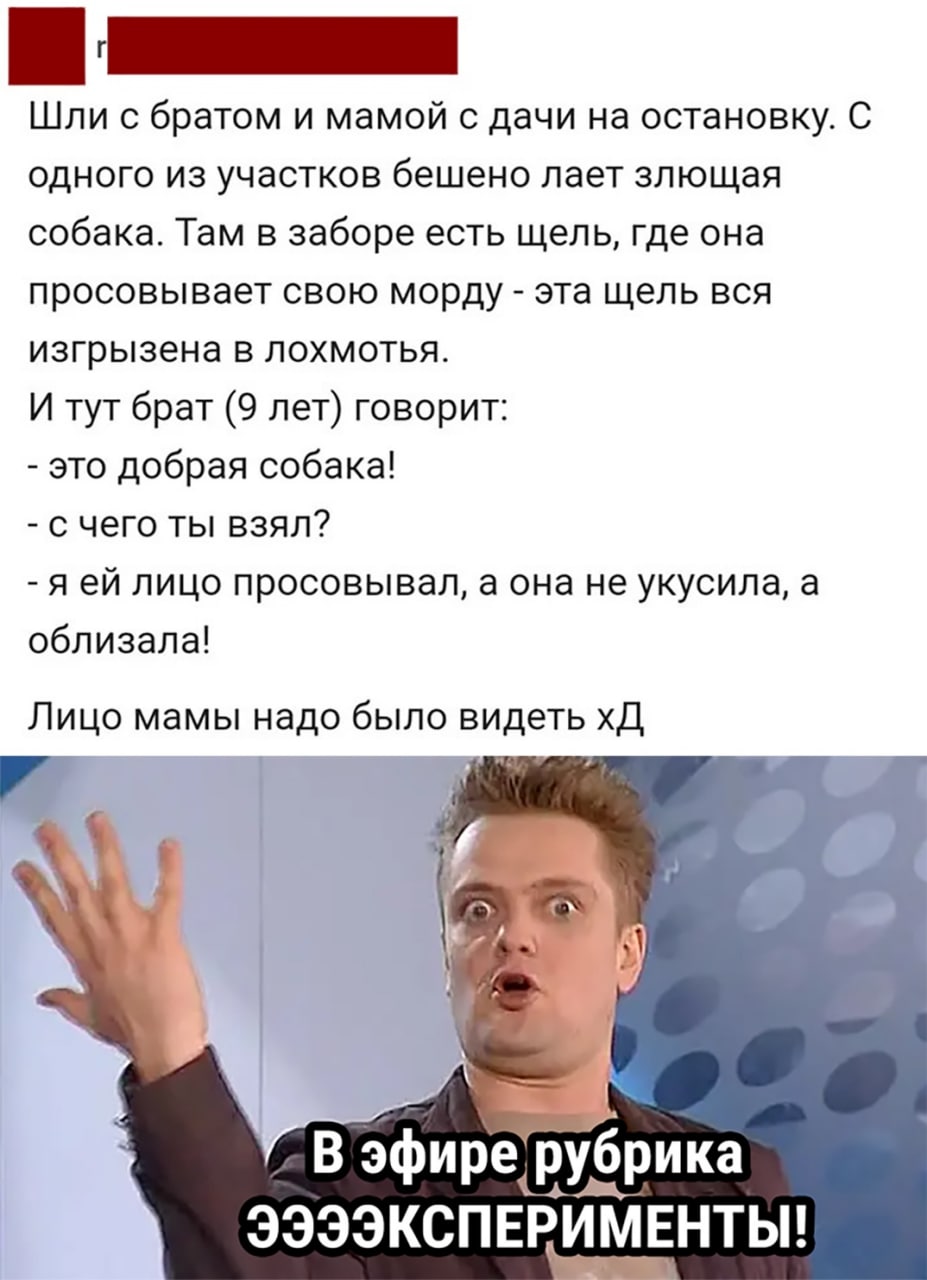 г
Шли с братом и мамой с дачи на остановку. С
одного из участков бешено лает злющая
собака. Там в заборе есть щель, где она
просовывает свою морду - эта щель вся
изгрызена в лохмотья.
И тут брат (9 лет) говорит:
- это добрая собака!
- с чего ты взял?
- я ей лицо просовывал, а она не укусила, а
облизала!
Лицо мамы надо было видеть хД
В эфире рубрика
ЭЭЭЭКСПЕРИМЕНТЫ!